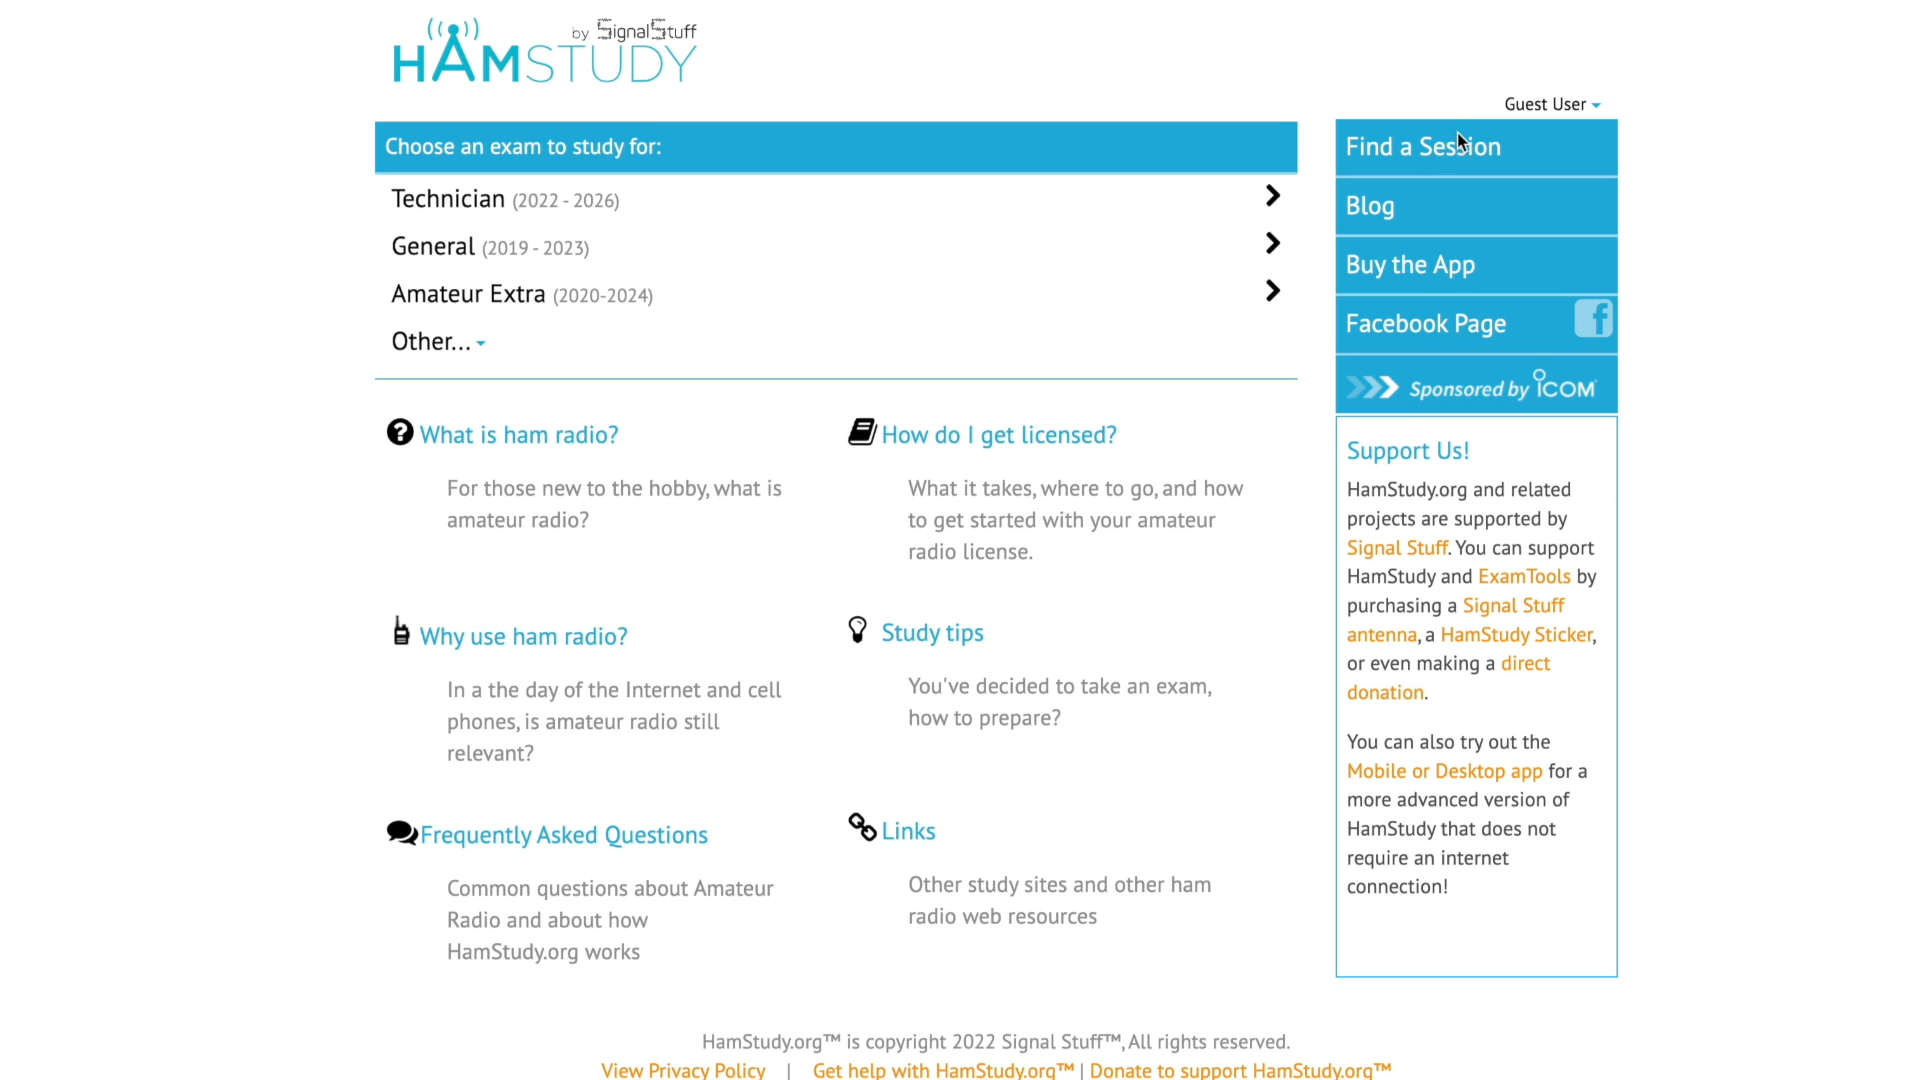 by SignalStuff
HAMSTUDY
Guest User
Choose an exam to study for:
Technician (2022 - 2026)
General (2019 - 2023)
Amateur Extra (2020-2024)
Other...
Find a Session
Blog
Buy the App
Facebook Page
Sponsored by ICOM
What is ham radio?
For those new to the hobby, what is
amateur radio?
How do I get licensed?
What it takes, where to go, and how
to get started with your amateur
radio license.
Why use ham radio?
In a the day of the Internet and cell
phones, is amateur radio still
relevant?
Study tips
You've decided to take an exam,
how to prepare?
Frequently Asked Questions
Common questions about Amateur
Radio and about how
HamStudy.org works
Links
Other study sites and other ham
radio web resources
Support Us!
HamStudy.org and related
projects are supported by
Signal Stuff. You can support
HamStudy and ExamTools by
purchasing a Signal Stuff
antenna, a HamStudy Sticker,
or even making a direct
donation.
You can also try out the
Mobile or Desktop app for a
more advanced version of
HamStudy that does not
require an internet
connection!
HamStudy.org™ is copyright 2022 Signal Stuff™, All rights reserved.
View Privacy Policy | Get help with HamStudy.org™ | Donate to support HamStudy.org™